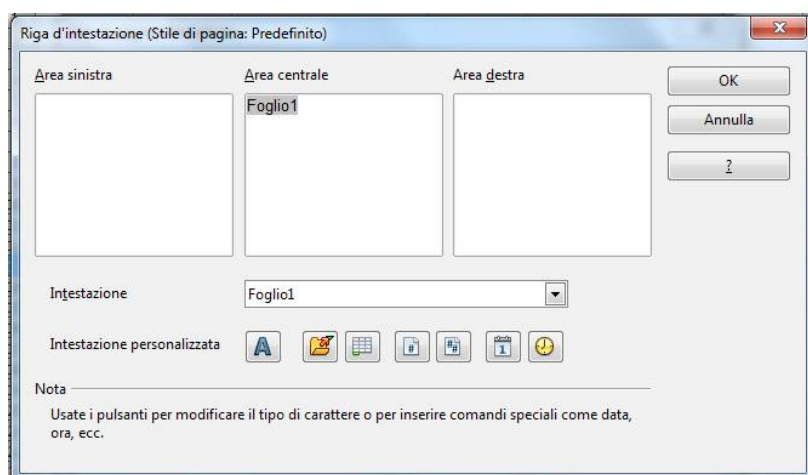 Riga d'intestazione (Stile di pagina: Predefinito)
Area sinistra
Area centrale
Area destra
Foglio1
OK
Annulla
?
Intestazione
Foglio1
Intestazione personalizzata
Nota
Usate i pulsanti per modificare il tipo di carattere o per inserire comandi speciali come data,
ora, ecc.